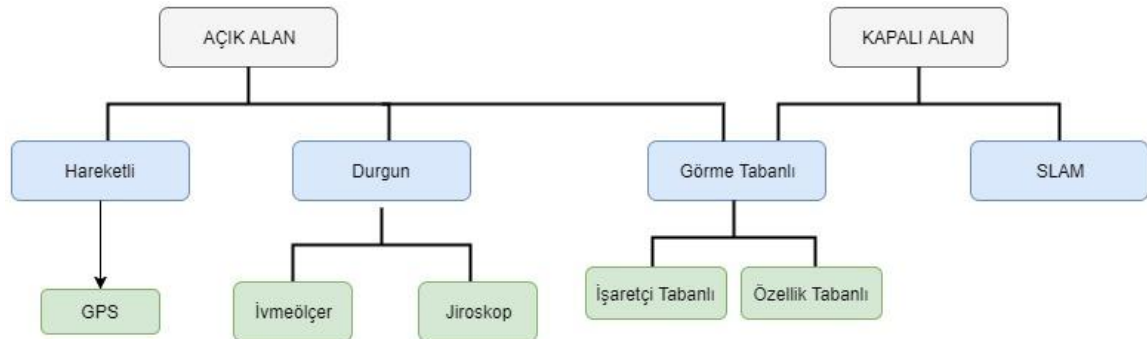 AÇIK ALAN
KAPALI ALAN
Hareketli
Durgun
Görme Tabanlı
SLAM
GPS
İvmeölçer
Jiroskop
İşaretçi Tabanlı
Özellik Tabanlı